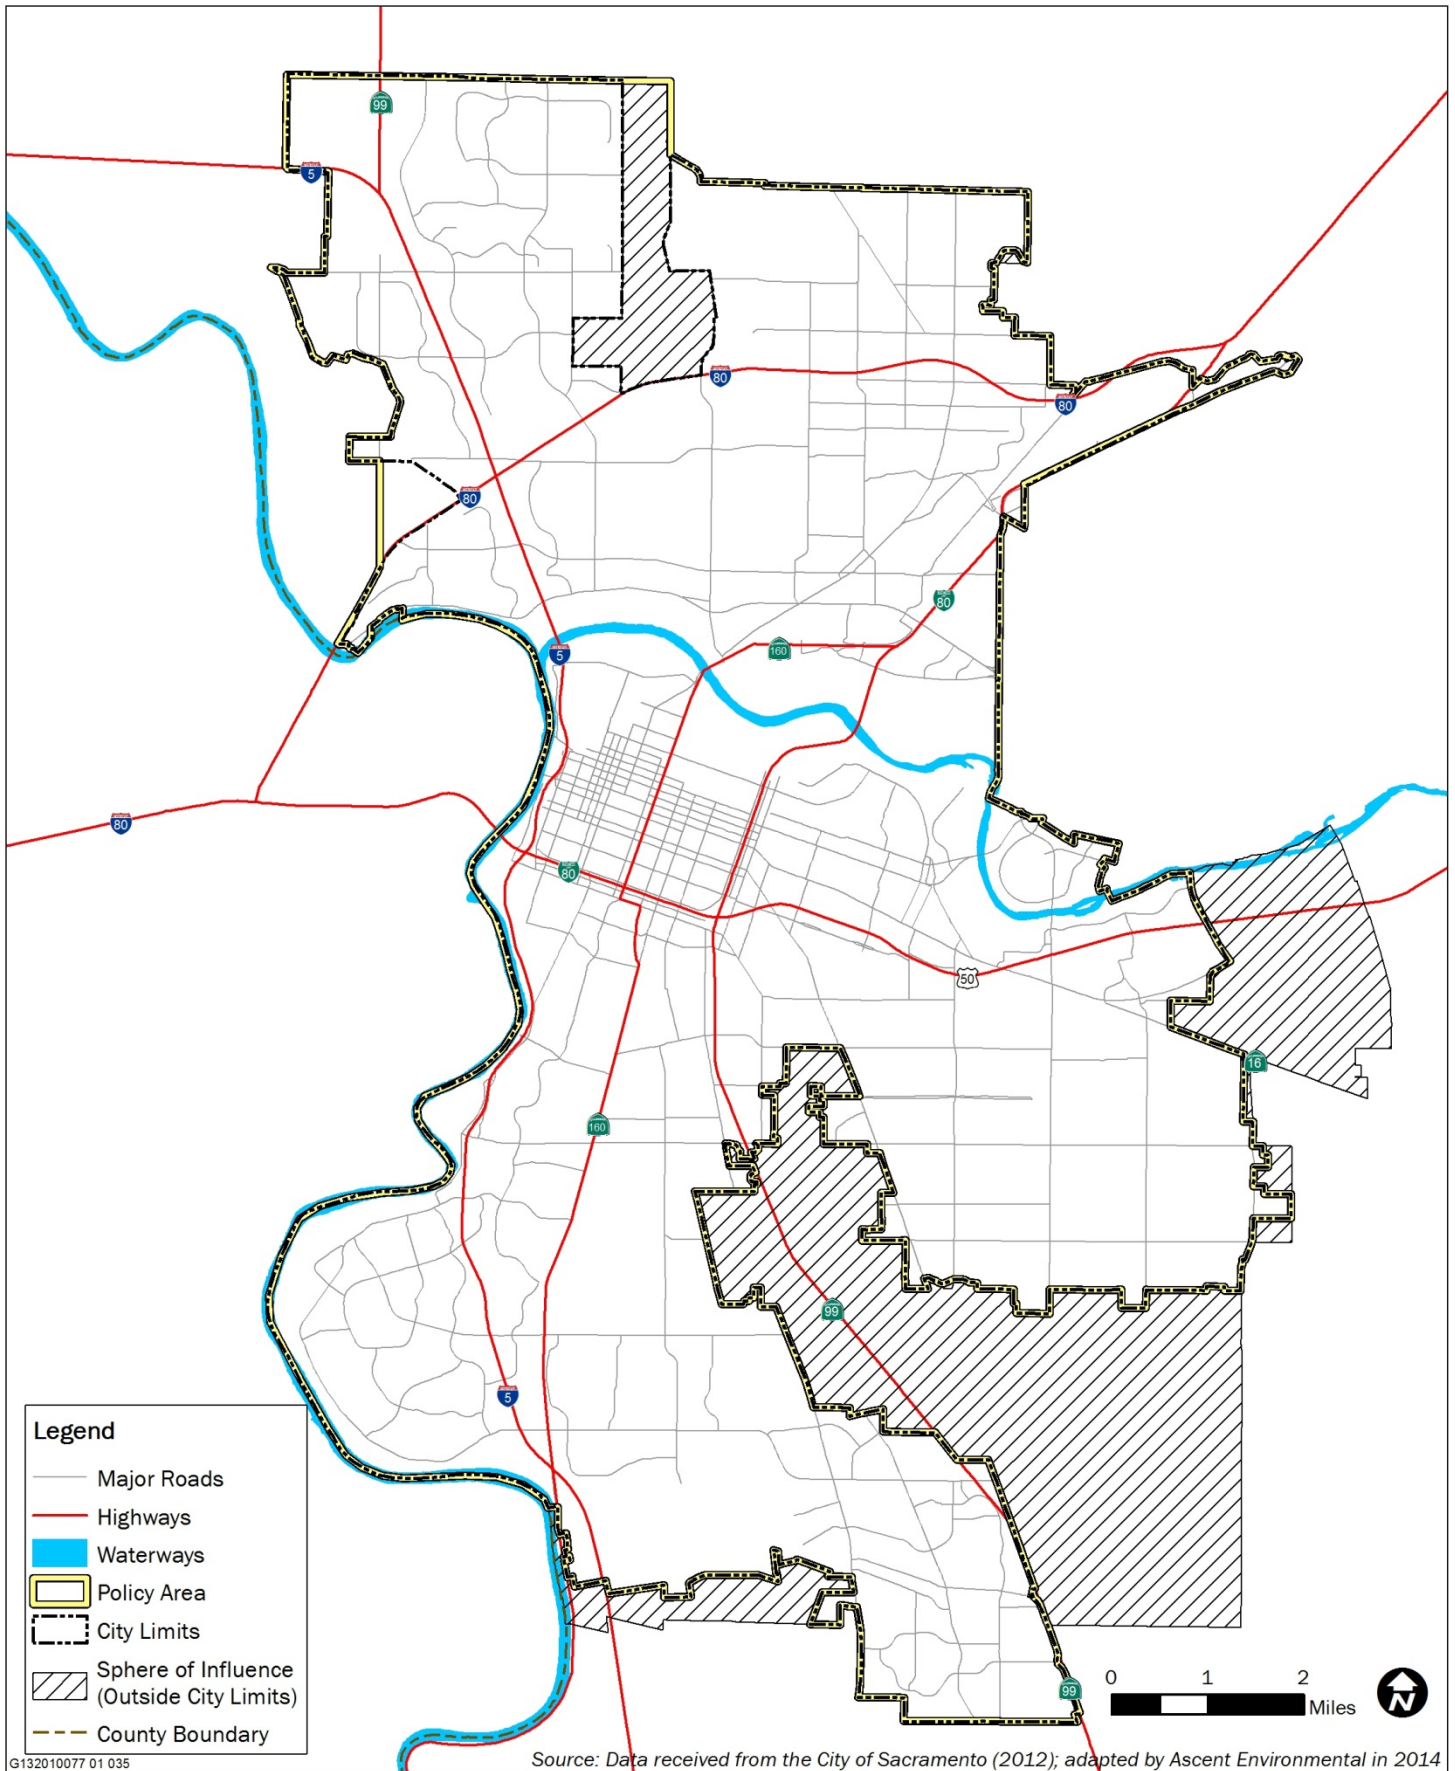 99
5
80
80
80
80
160
5
80
80
50
16
160
99
5
99
Legend
Major Roads
Highways
Waterways
Policy Area
City Limits
Sphere of Influence
(Outside City Limits)
County Boundary
0 1 2
Miles
N
G132010077 01 035
Source: Data received from the City of Sacramento (2012); adapted by Ascent Environmental in 2014